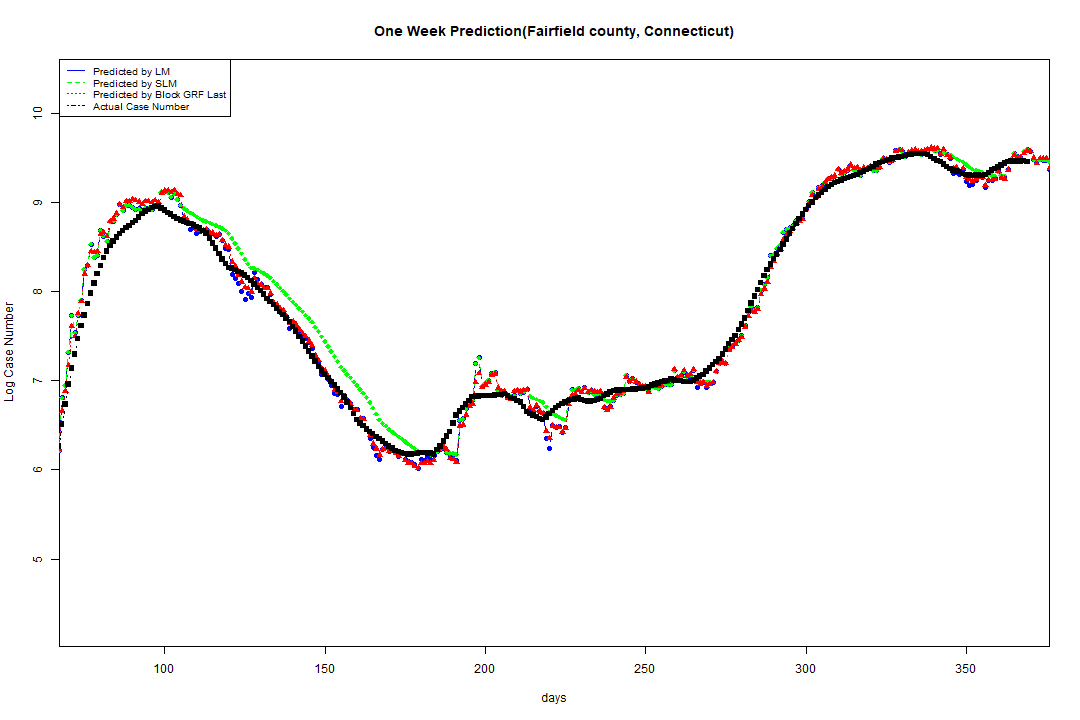 One Week Prediction(Fairfield county, Connecticut)
Predicted by LM
Predicted by SLM
Predicted by Block GRF Last
Actual Case Number
10
9
8
7
6
5
Log Case Number
100 150 200 250 300 350
days